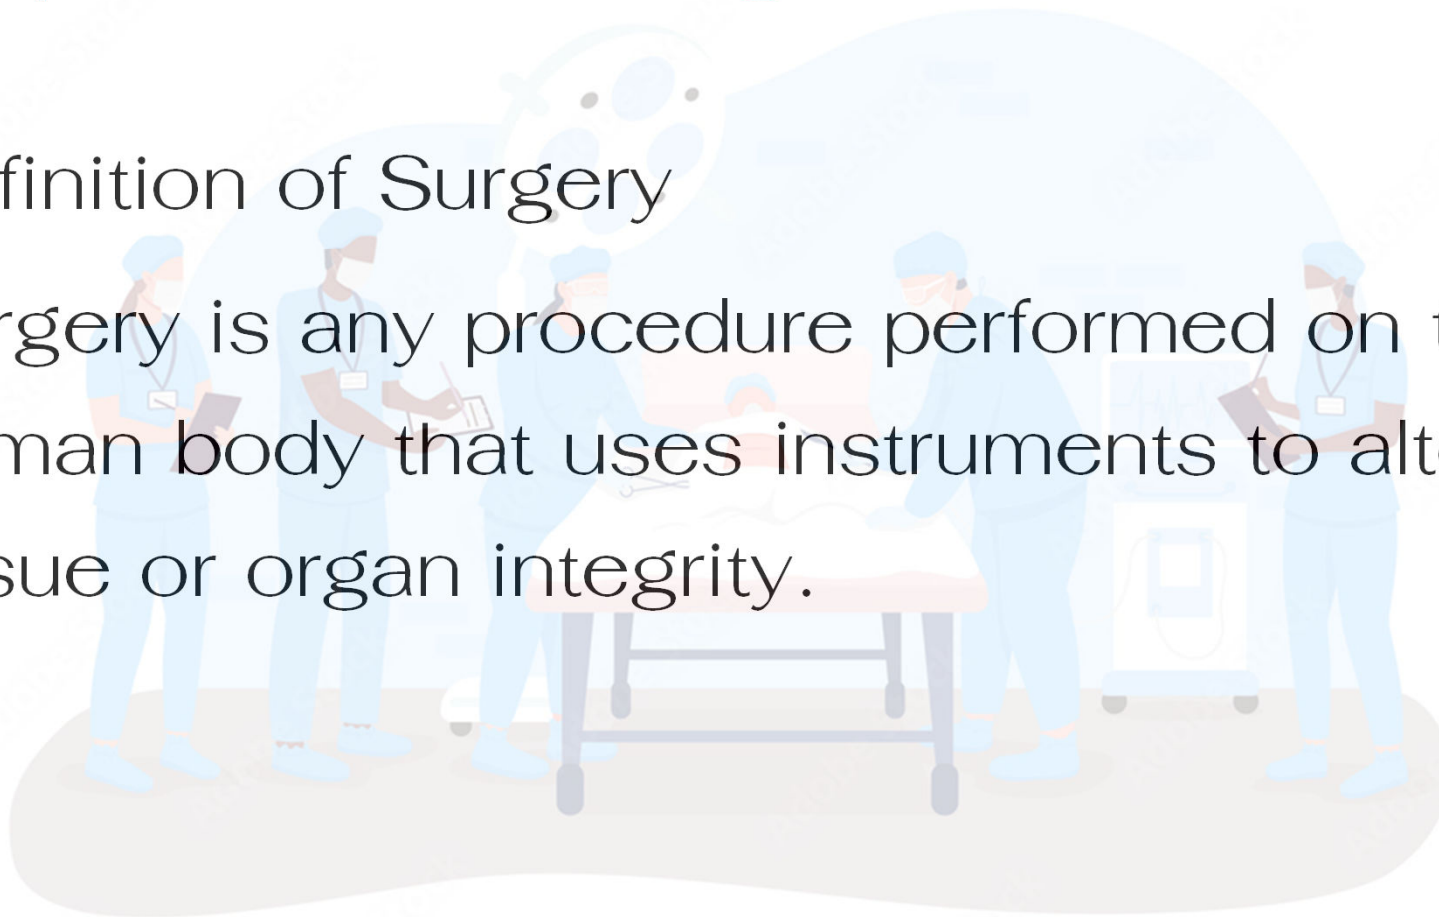 finition of Surgery
rgery is any procedure performed on t
man body that uses instruments to alt
sue or organ integrity.